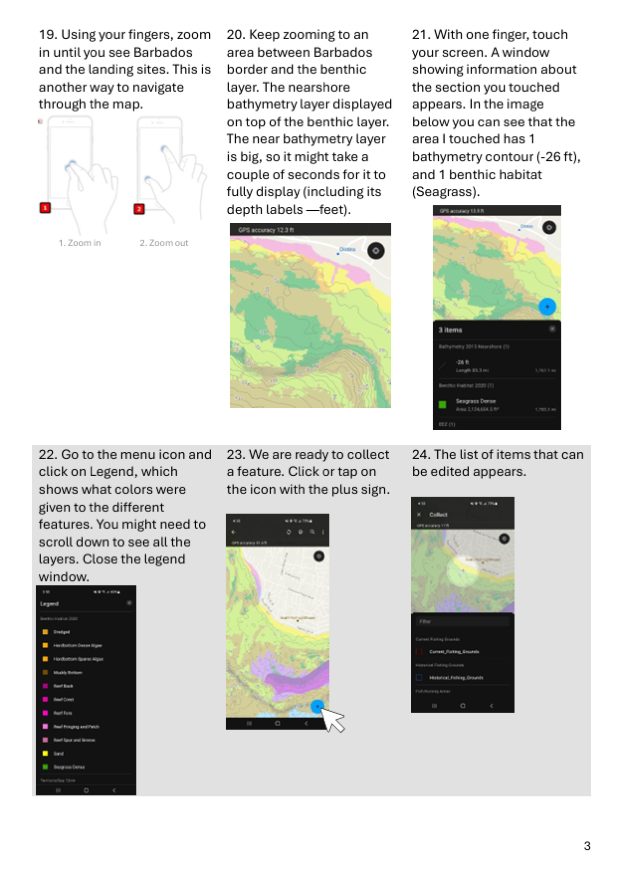 19. Using your fingers, zoom
in until you see Barbados
and the landing sites. This is
another way to navigate
through the map.
1
2
1. Zoom in
2. Zoom out
20. Keep zooming to an
area between Barbados
border and the benthic
layer. The nearshore
bathymetry layer displayed
on top of the benthic layer.
The near bathymetry layer
is big, so it might take a
couple of seconds for it to
fully display (including its
depth labels —feet).
GPS accuracy 12.3 ft
21. With one finger, touch
your screen. A window
showing information about
the section you touched
appears. In the image
below you can see that the
area I touched has 1
bathymetry contour (-26 ft),
and 1 benthic habitat
(Seagrass).
3 items
-26 ft
Seagrass Dense
22. Go to the menu icon and
click on Legend, which
shows what colors were
given to the different
features. You might need to
scroll down to see all the
layers. Close the legend
window.
Legend
Benthic Habitat 2020
Dredged
Hardbottom Dense Algae
Hardbottom Sparse Algae
Muddy Bottom
Reef Bank
Reef Crest
Reef Fore
Reef Fringing and Patch
Reef Spur and Groove
Sand
Seagrass Dense
23. We are ready to collect
a feature. Click or tap on
the icon with the plus sign.
24. The list of items that can
be edited appears.
Collect
Filter
Current Fishing Grounds
Current_Fishing_Grounds
Historical Fishing Grounds
Historical_Fishing_Grounds
3